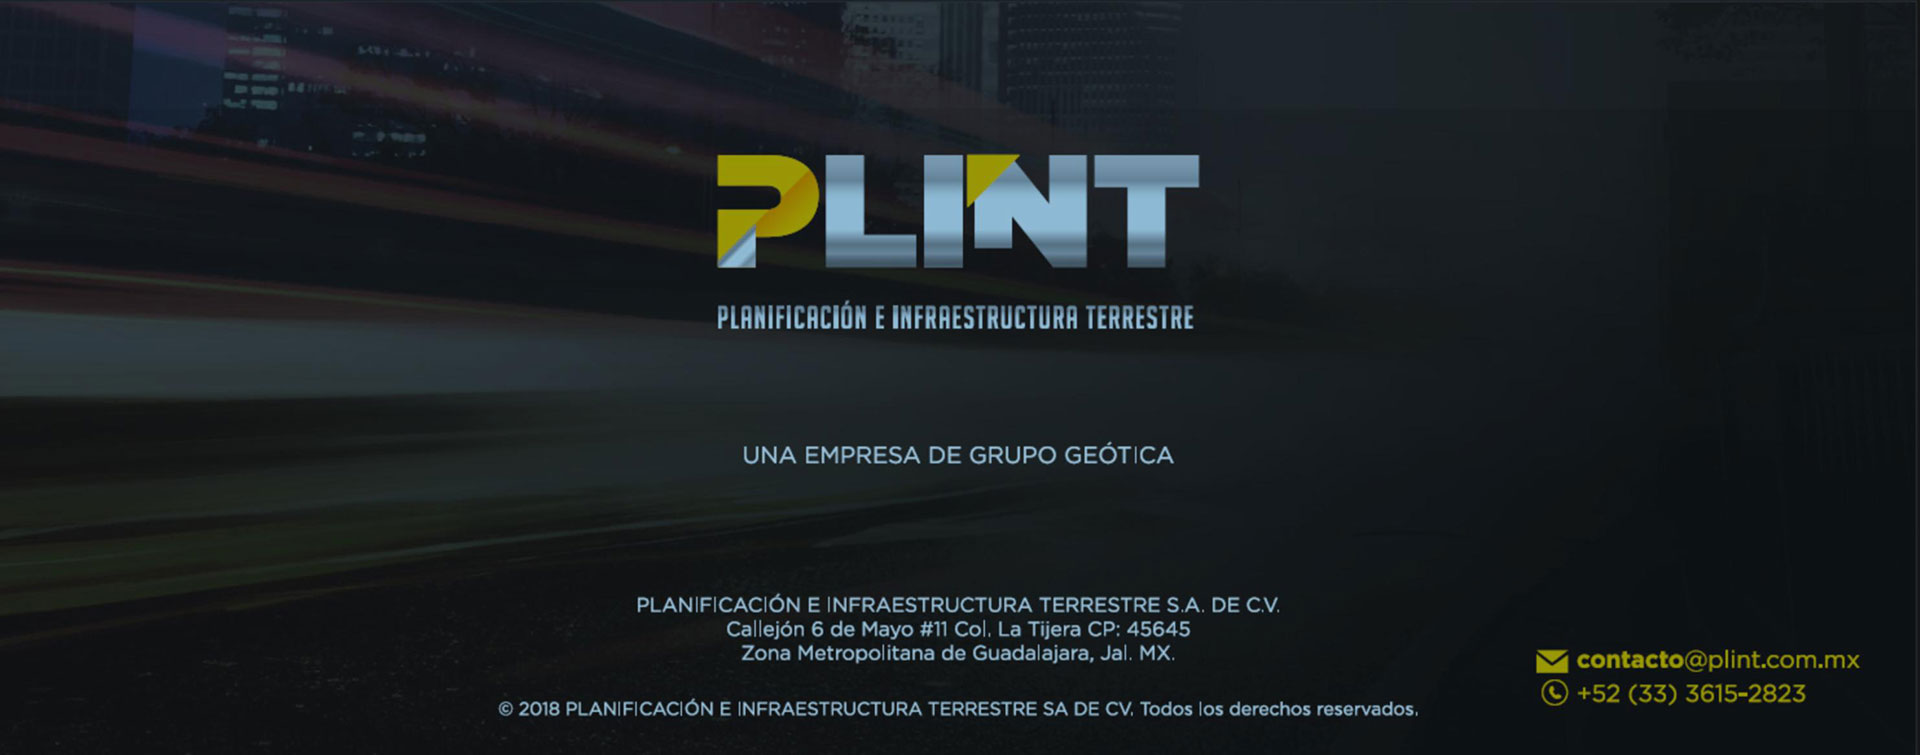 PLINT
PLANIFICACIÓN E INFRAESTRUCTURA TERRESTRE
UNA EMPRESA DE GRUPO GEÓTICA
PLANIFICACIÓN E INFRAESTRUCTURA TERRESTRE S.A. DE C.V.
Callejón 6 de Mayo #11 Col. La Tijera CP: 45645
Zona Metropolitana de Guadalajara, Jal. MX.
© 2018 PLANIFICACIÓN E INFRAESTRUCTURA TERRESTRE SA DE CV. Todos los derechos reservados.
contacto@plint.com.mx
+52 (33) 3615-2823